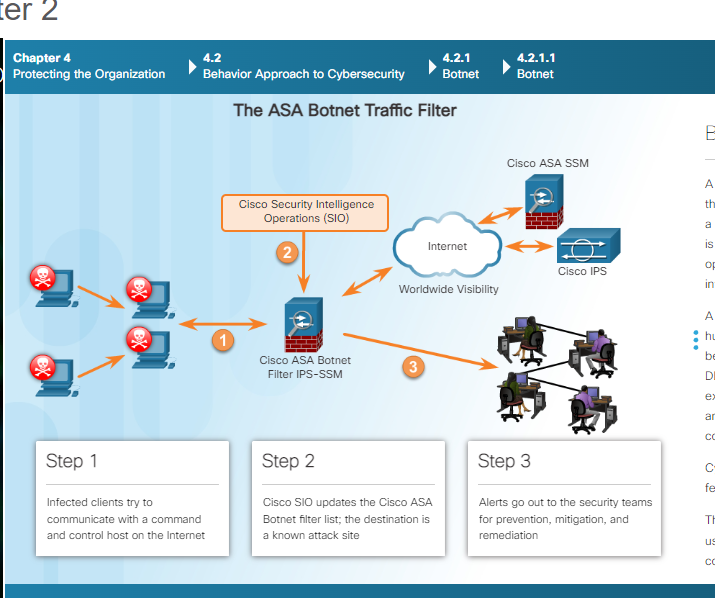 ter 2
Chapter 4
Protecting the Organization
4.2
Behavior Approach to Cybersecurity
4.2.1
Botnet
4.2.1.1
Botnet
The ASA Botnet Traffic Filter
Cisco ASA SSM
Cisco Security Intelligence
Operations (SIO)
2
Internet
Cisco IPS
Worldwide Visibility
1
Cisco ASA Botnet
Filter IPS-SSM
3
Step 1
Infected clients try to
communicate with a command
and control host on the Internet
Step 2
Cisco SIO updates the Cisco ASA
Botnet filter list; the destination is
a known attack site
Step 3
Alerts go out to the security teams
for prevention, mitigation, and
remediation
B
A
th
a
is
op
in
A
hu
be
ex
an
co
fe
Th
us
co